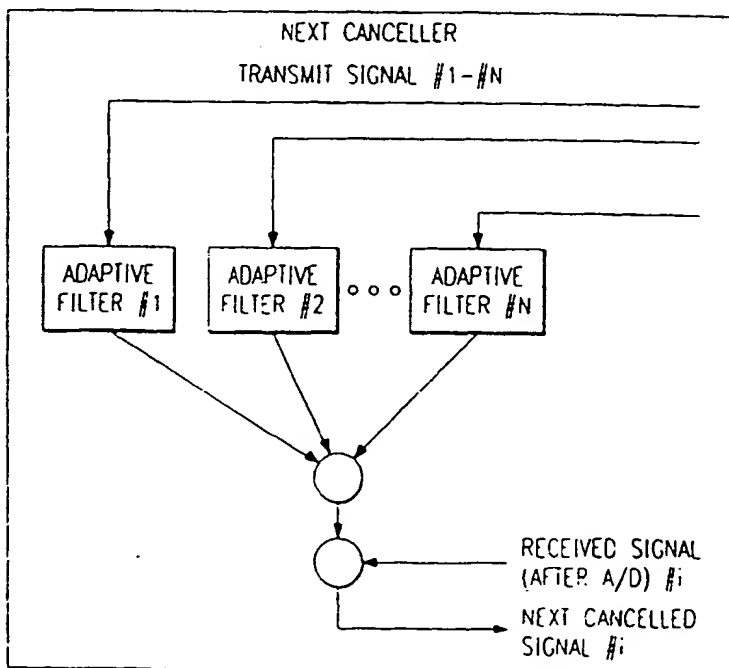 NEXT CANCELLER
TRANSMIT SIGNAL #1-#N
ADAPTIVE
FILTER #1
ADAPTIVE
FILTER #2
ADAPTIVE
FILTER #N
RECEIVED SIGNAL
(AFTER A/D) #i
NEXT CANCELLED
SIGNAL #i